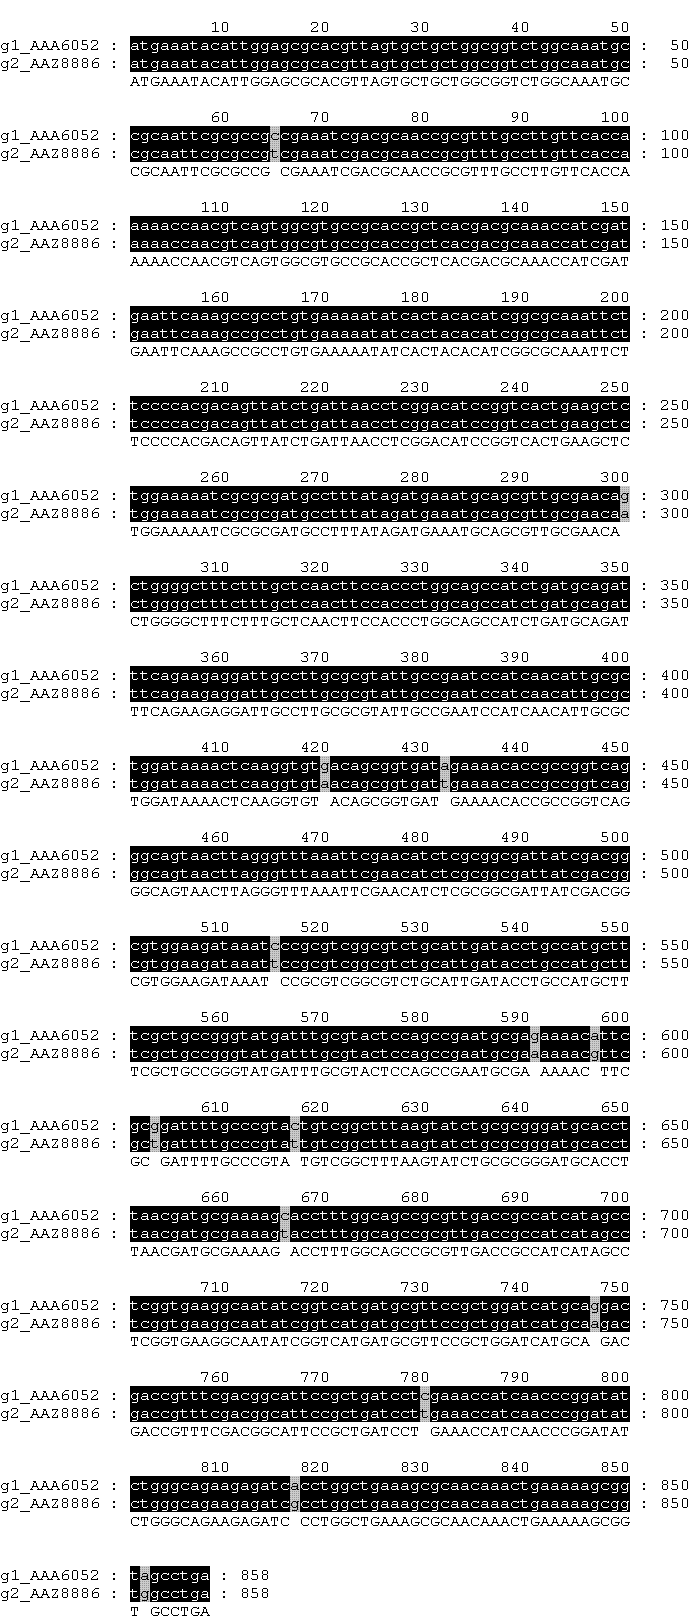 10 20 30 40 50
g1_AAA6052 : atgaaatacattggagcgcacgttagtgctgctggcggtctggcaaatgc : 50
g2_AAZ8886 : atgaaatacattggagcgcacgttagtgctgctggcggtctggcaaatgc : 50
ATGAAATACATTGGAGCGCACGTTAGTGCTGCTGGCGGTCTGGCAAATGC
60 70 80 90 100
g1_AAA6052 : cgcaattcgcgccgccgaaatcgacgcaaccgcgtttgccttgttcacca : 100
g2_AAZ8886 : cgcaattcgcgccgtcgaaatcgacgcaaccgcgtttgccttgttcacca : 100
CGCAATTCGCGCCG CGAAATCGACGCAACCGCGTTTGCCTTGTTCACCA
110 120 130 140 150
g1_AAA6052 : aaaaccaacgtcagtggcgtgccgcaccgctcacgacgcaaaccatcgat : 150
g2_AAZ8886 : aaaaccaacgtcagtggcgtgccgcaccgctcacgacgcaaaccatcgat : 150
AAAACCAACGTCAGTGGCGTGCCGCACCGCTCACGACGCAAACCATCGAT
160 170 180 190 200
g1_AAA6052 : gaattcaaagccgcctgtgaaaaatatcactacacatcggcgcaaattct : 200
g2_AAZ8886 : gaattcaaagccgcctgtgaaaaatatcactacacatcggcgcaaattct : 200
GAATTCAAAGCCGCCTGTGAAAAATATCACTACACATCGGCGCAAATTCT
210 220 230 240 250
g1_AAA6052 : tccccacgacagttatctgattaacctcggacatccggtcactgaagctc : 250
g2_AAZ8886 : tccccacgacagttatctgattaacctcggacatccggtcactgaagctc : 250
TCCCCACGACAGTTATCTGATTAACCTCGGACATCCGGTCACTGAAGCTC
260 270 280 290 300
g1_AAA6052 : tggaaaaatcgcgcgatgcctttatagatgaaatgcagcgttgcgaacag : 300
g2_AAZ8886 : tggaaaaatcgcgcgatgcctttatagatgaaatgcagcgttgcgaacaa : 300
TGGAAAAATCGCGCGATGCCTTTATAGATGAAATGCAGCGTTGCGAACA
310 320 330 340 350
g1_AAA6052 : ctggggctttctttgctcaacttccaccctggcagccatctgatgcagat : 350
g2_AAZ8886 : ctggggctttctttgctcaacttccaccctggcagccatctgatgcagat : 350
CTGGGGCTTTCTTTGCTCAACTTCCACCCTGGCAGCCATCTGATGCAGAT
360 370 380 390 400
g1_AAA6052 : ttcagaagaggattgccttgcgcgtattgccgaatccatcaacattgcgc : 400
g2_AAZ8886 : ttcagaagaggattgccttgcgcgtattgccgaatccatcaacattgcgc : 400
TTCAGAAGAGGATTGCCTTGCGCGTATTGCCGAATCCATCAACATTGCGC
410 420 430 440 450
g1_AAA6052 : tggataaaactcaaggtgtgacagcggtgatagaaaacaccgccggtcag : 450
g2_AAZ8886 : tggataaaactcaaggtgtaacagcggtgattgaaaacaccgccggtcag : 450
TGGATAAAACTCAAGGTGT ACAGCGGTGAT GAAAACACCGCCGGTCAG
460 470 480 490 500
g1_AAA6052 : ggcagtaacttagggtttaaattcgaacatctcgcggcgattatcgacgg : 500
g2_AAZ8886 : ggcagtaacttagggtttaaattcgaacatctcgcggcgattatcgacgg : 500
GGCAGTAACTTAGGGTTTAAATTCGAACATCTCGCGGCGATTATCGACGG
510 520 530 540 550
g1_AAA6052 : cgtggaagataaatcccgcgtcggcgtctgcattgatacctgccatgctt : 550
g2_AAZ8886 : cgtggaagataaattccgcgtcggcgtctgcattgatacctgccatgctt : 550
CGTGGAAGATAAAT CCGCGTCGGCGTCTGCATTGATACCTGCCATGCTT
560 570 580 590 600
g1_AAA6052 : tcgctgccgggtatgatttgcgtactccagccgaatgcgagaaaacattc : 600
g2_AAZ8886 : tcgctgccgggtatgatttgcgtactccagccgaatgcgaaaaaacgttc : 600
TCGCTGCCGGGTATGATTTGCGTACTCCAGCCGAATGCGA AAAAC TTC
610 620 630 640 650
g1_AAA6052 : gcggattttgcccgtactgtcggctttaagtatctgcgcgggatgcacct : 650
g2_AAZ8886 : gctgattttgcccgtattgtcggctttaagtatctgcgcgggatgcacct : 650
GC GATTTTGCCCGTA TGTCGGCTTTAAGTATCTGCGCGGGATGCACCT
660 670 680 690 700
g1_AAA6052 : taacgatgcgaaaagcacctttggcagccgcgttgaccgccatcatagcc : 700
g2_AAZ8886 : taacgatgcgaaaagtacctttggcagccgcgttgaccgccatcatagcc : 700
TAACGATGCGAAAAG ACCTTTGGCAGCCGCGTTGACCGCCATCATAGCC
710 720 730 740 750
g1_AAA6052 : tcggtgaaggcaatatcggtcatgatgcgttccgctggatcatgcaggac : 750
g2_AAZ8886 : tcggtgaaggcaatatcggtcatgatgcgttccgctggatcatgcaagac : 750
TCGGTGAAGGCAATATCGGTCATGATGCGTTCCGCTGGATCATGCA GAC
760 770 780 790 800
g1_AAA6052 : gaccgtttcgacggcattccgctgatcctcgaaaccatcaacccggatat : 800
g2_AAZ8886 : gaccgtttcgacggcattccgctgatccttgaaaccatcaacccggatat : 800
GACCGTTTCGACGGCATTCCGCTGATCCT GAAACCATCAACCCGGATAT
810 820 830 840 850
g1_AAA6052 : ctgggcagaagagatcacctggctgaaagcgcaacaaactgaaaaagcgg : 850
g2_AAZ8886 : ctgggcagaagagatcgcctggctgaaagcgcaacaaactgaaaaagcgg : 850
CTGGGCAGAAGAGATC CCTGGCTGAAAGCGCAACAAACTGAAAAAGCGG
g1_AAA6052 : tagcctga : 858
g2_AAZ8886 : tggcctga : 858
T GCCTGA